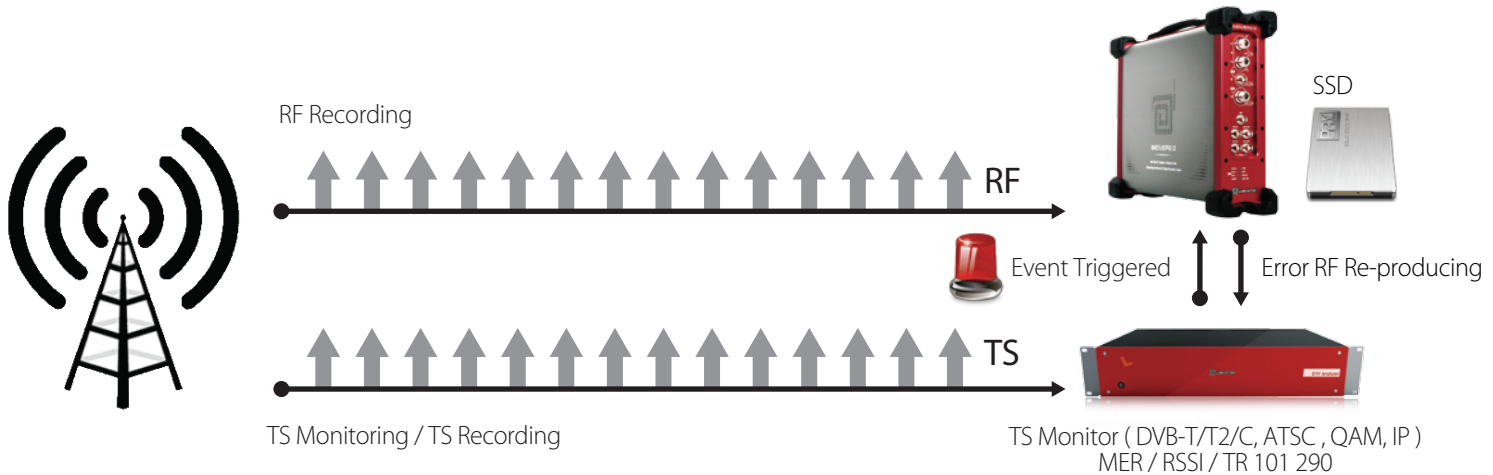 RF Recording
RF
SSD
Event Triggered
Error RF Re-producing
TS
TS Monitoring / TS Recording
TS Monitor ( DVB-T/T2/C, ATSC , QAM, IP )
MER / RSSI / TR 101 290